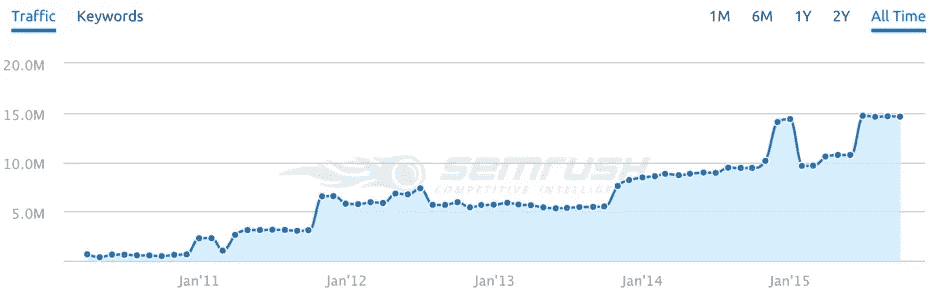 Traffic Keywords 1M 6M 1Y 2Y All Time
20.0M
15.0M
10.0M
5.0M
SEMRUSH
COMPETITIVE INTELLIGENCE
Jan'11 Jan'12 Jan'13 Jan'14 Jan'15